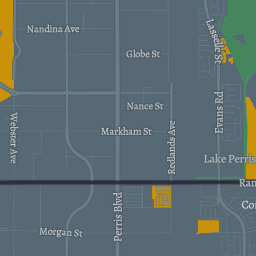 Nandina Ave
Lasselle St
Globe St
Nance St
Evans Rd
Markham St
Webster Ave
Redlands Ave
Lake Perris
Perris Blvd
Morgan St